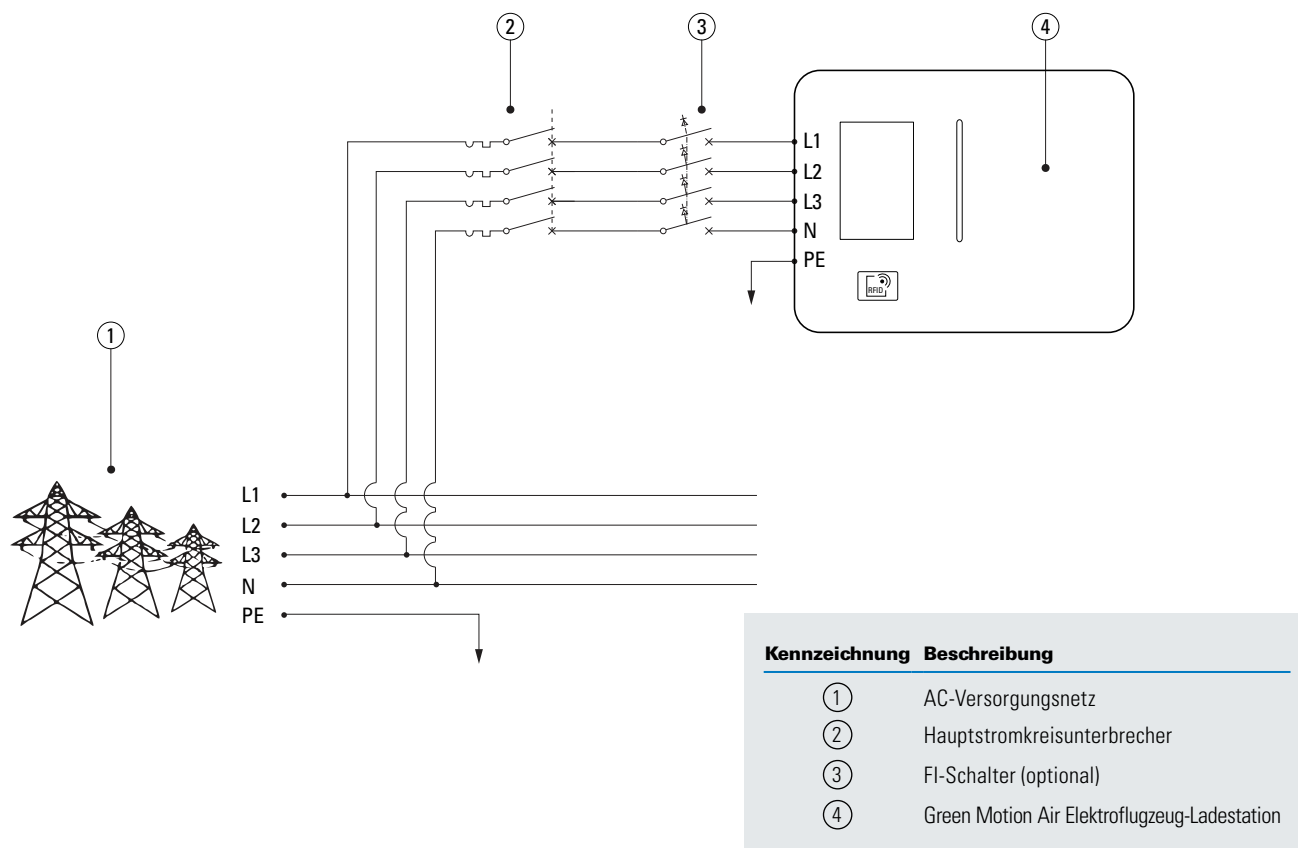 2 3 4
L1
L2
L3
N
PE
RFID
1
L1
L2
L3
N
PE
Kennzeichnung Beschreibung
1 AC-Versorgungsnetz
2 Hauptstromkreisunterbrecher
3 FI-Schalter (optional)
4 Green Motion Air Elektroflugzeug-Ladestation